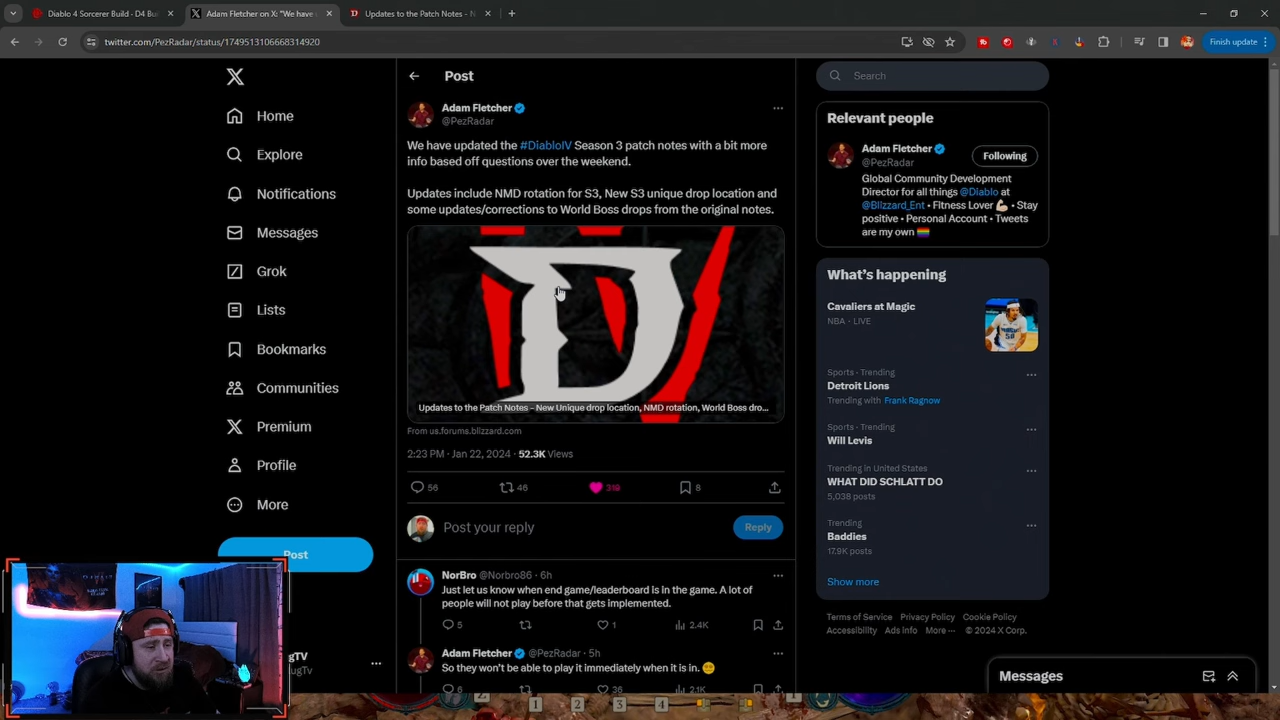 Diablo 4 Sorcerer Build - D4 Bu
Adam Fletcher on X: "We have u
Updates to the Patch Notes - N
twitter.com/PezRadar/status/1749513106668314920
Finish update
Home
Explore
Notifications
Messages
Grok
Lists
Bookmarks
Communities
Premium
Profile
More
Post
Post
Adam Fletcher
@PezRadar
We have updated the #DiabloIV Season 3 patch notes with a bit more
info based off questions over the weekend.
Updates include NMD rotation for S3, New S3 unique drop location and
some updates/corrections to World Boss drops from the original notes.
Updates to the Patch Notes - New Unique drop location, NMD rotation, World Boss dro...
From us.forums.blizzard.com
2:23 PM · Jan 22, 2024 · 52.3K Views
56
46
319
8
Post your reply
Reply
NorBro @Norbro86 · 6h
Just let us know when end game/leaderboard is in the game. A lot of
people will not play before that gets implemented.
5
1
2.4K
Adam Fletcher @PezRadar · 5h
So they won't be able to play it immediately when it is in. 
6
36
2.1K
Search
Relevant people
Adam Fletcher
@PezRadar
Following
Global Community Development
Director for all things @Diablo at
@Blizzard_Ent • Fitness Lover • Stay
positive • Personal Account • Tweets
are my own
What's happening
Cavaliers at Magic
NBA · LIVE
Sports · Trending
Detroit Lions
Trending with Frank Ragnow
Sports · Trending
Will Levis
Trending in United States
WHAT DID SCHLATT DO
5,038 posts
Trending
Baddies
17.9K posts
Show more
Terms of Service Privacy Policy Cookie Policy
Accessibility Ads info More ··· © 2024 X Corp.
Messages
gTV
ugTv
1 2 3 4